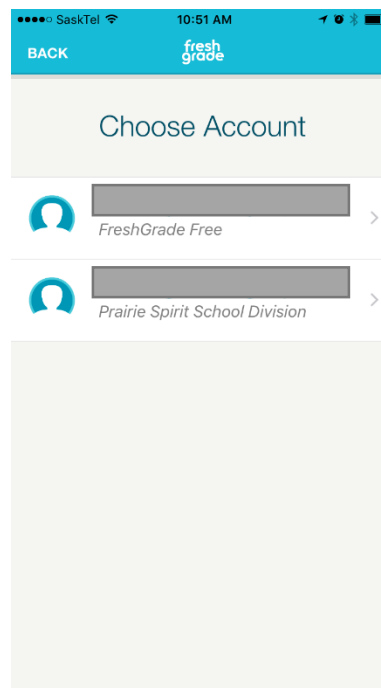 SaskTel 10:51 AM
BACK
fresh
grade
Choose Account
FreshGrade Free
Prairie Spirit School Division